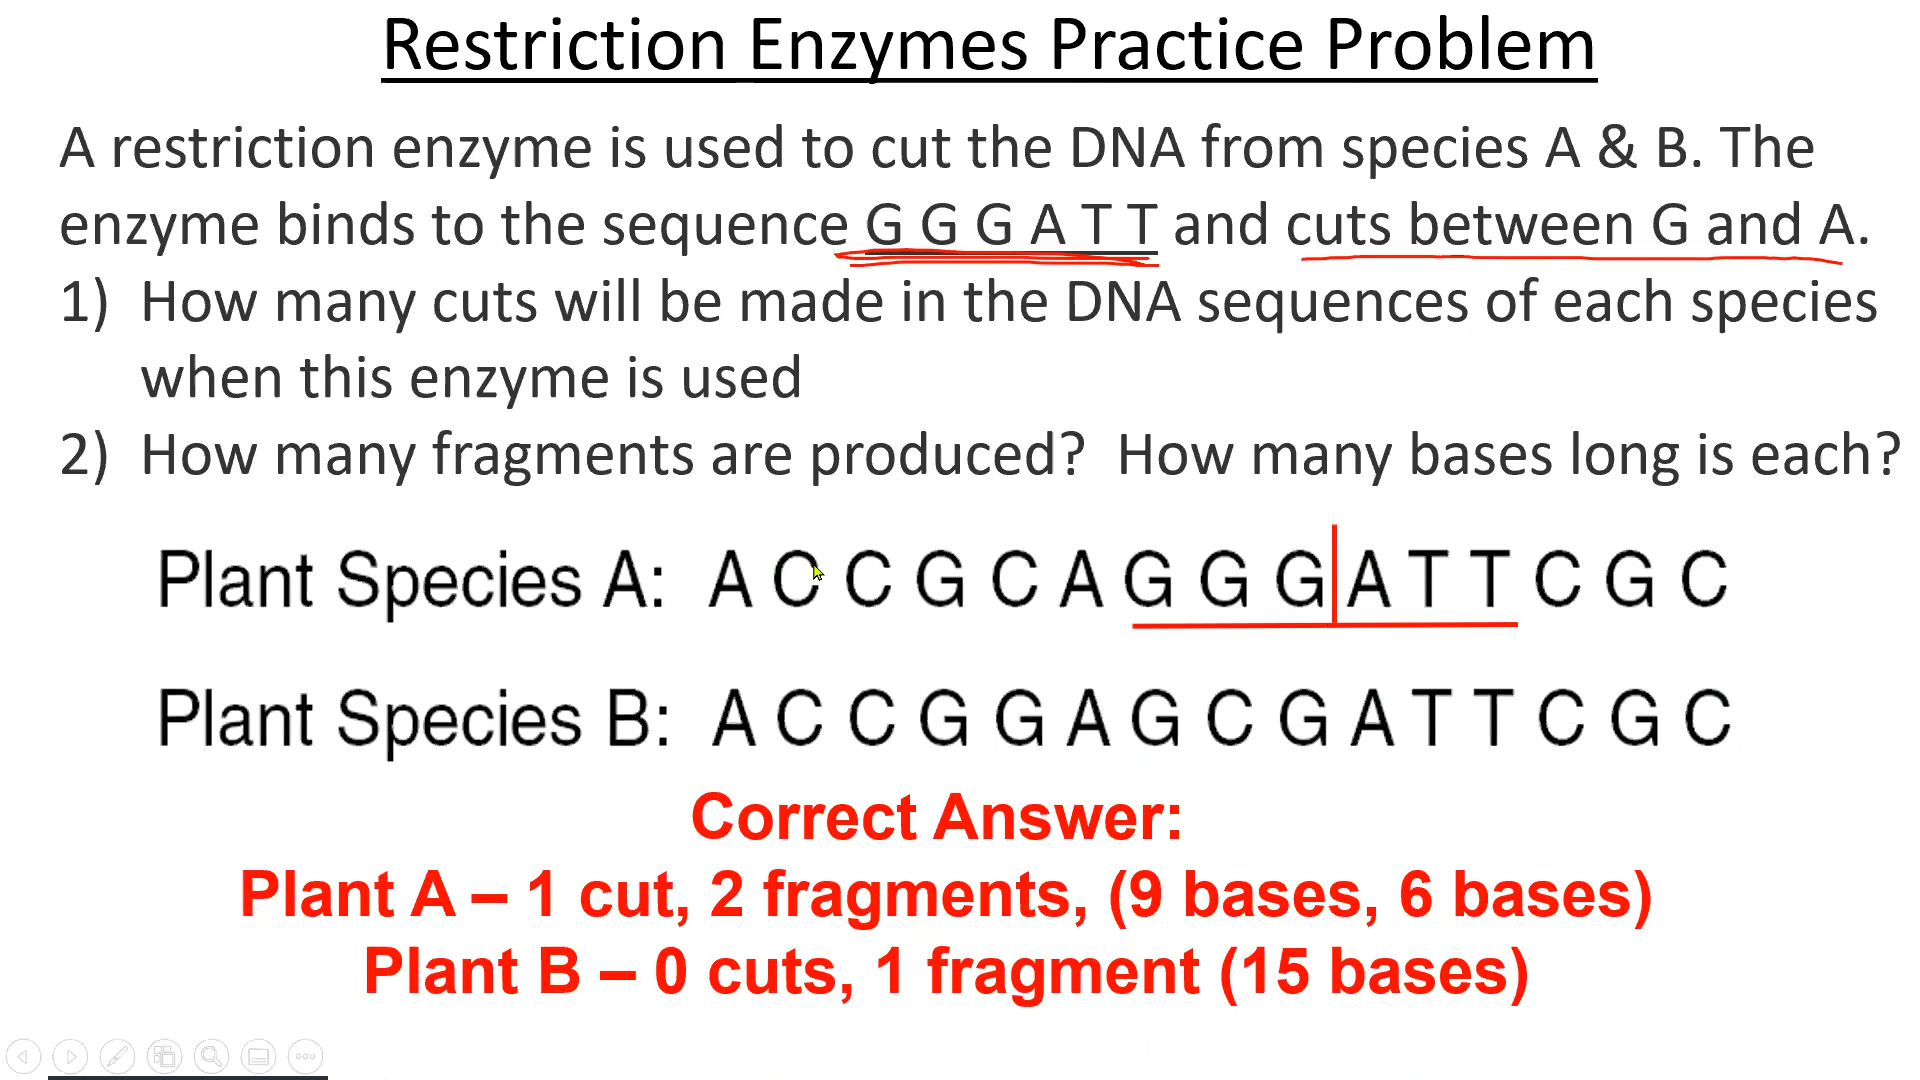 Restriction Enzymes Practice Problem
A restriction enzyme is used to cut the DNA from species A & B. The
enzyme binds to the sequence G G G A T T and cuts between G and A.
1) How many cuts will be made in the DNA sequences of each species
when this enzyme is used
2) How many fragments are produced? How many bases long is each?
Plant Species A: A C C G C A G G G A T T C G C
Plant Species B: A C C G G A G C G A T T C G C
Correct Answer:
Plant A – 1 cut, 2 fragments, (9 bases, 6 bases)
Plant B – 0 cuts, 1 fragment (15 bases)